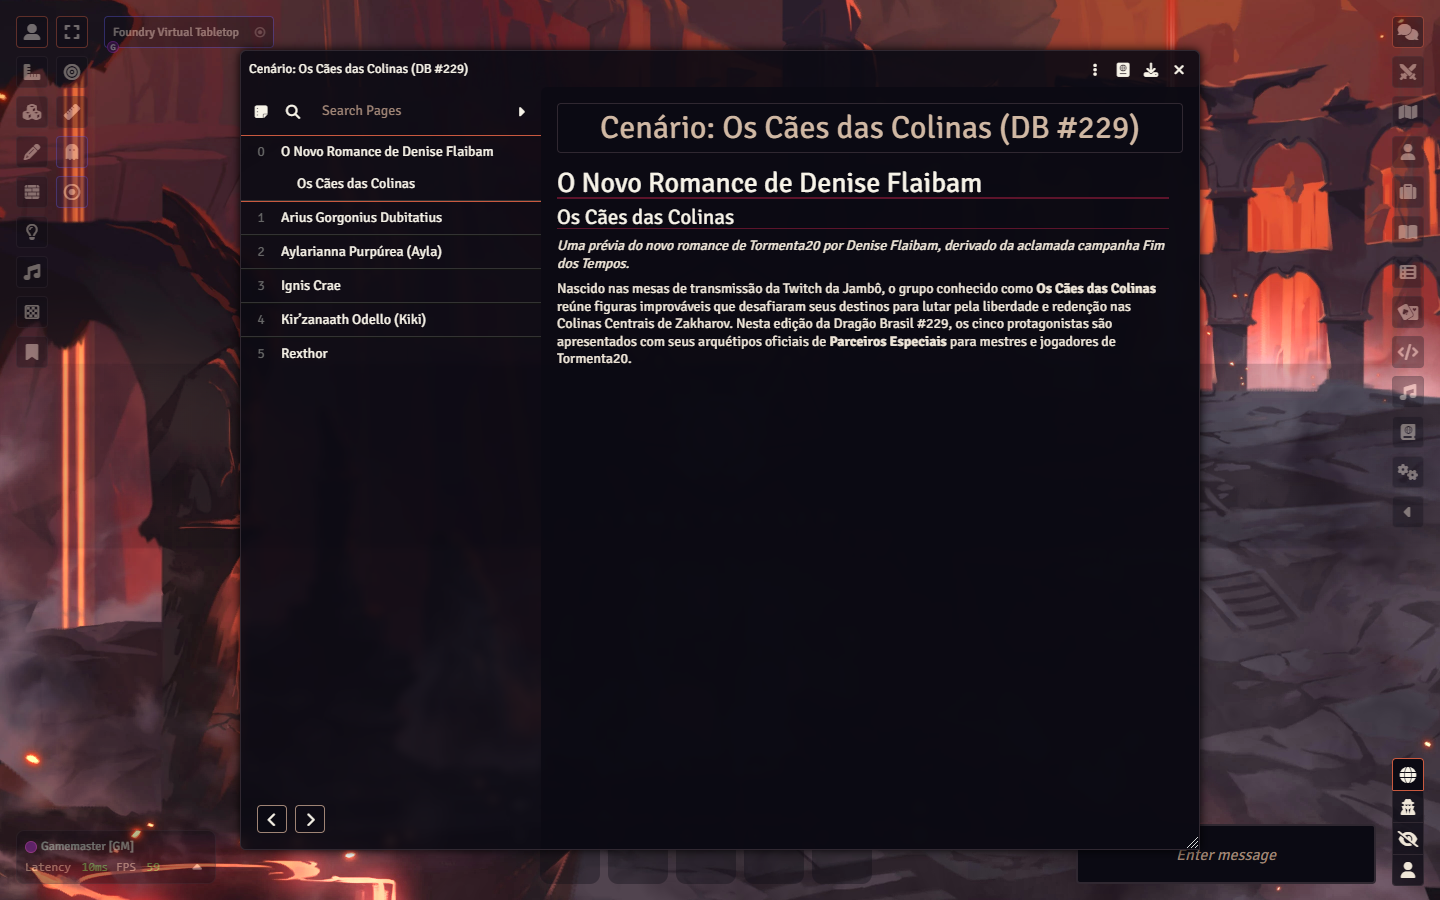 Foundry Virtual Tabletop
G
Cenário: Os Cães das Colinas (DB #229)
Search Pages
0 O Novo Romance de Denise Flaibam
Os Cães das Colinas
1 Arius Gorgonius Dubitatius
2 Aylarianna Purpúrea (Ayla)
3 Ignis Crae
4 Kir'zanaath Odello (Kiki)
5 Rexthor
Cenário: Os Cães das Colinas (DB #229)
O Novo Romance de Denise Flaibam
Os Cães das Colinas
Uma prévia do novo romance de Tormenta20 por Denise Flaibam, derivado da aclamada campanha Fim
dos Tempos.
Nascido nas mesas de transmissão da Twitch da Jambô, o grupo conhecido como Os Cães das Colinas
reúne figuras improváveis que desafiaram seus destinos para lutar pela liberdade e redenção nas
Colinas Centrais de Zakharov. Nesta edição da Dragão Brasil #229, os cinco protagonistas são
apresentados com seus arquétipos oficiais de Parceiros Especiais para mestres e jogadores de
Tormenta20.
Gamemaster [GM]
Latency 10ms FPS 59
Enter message